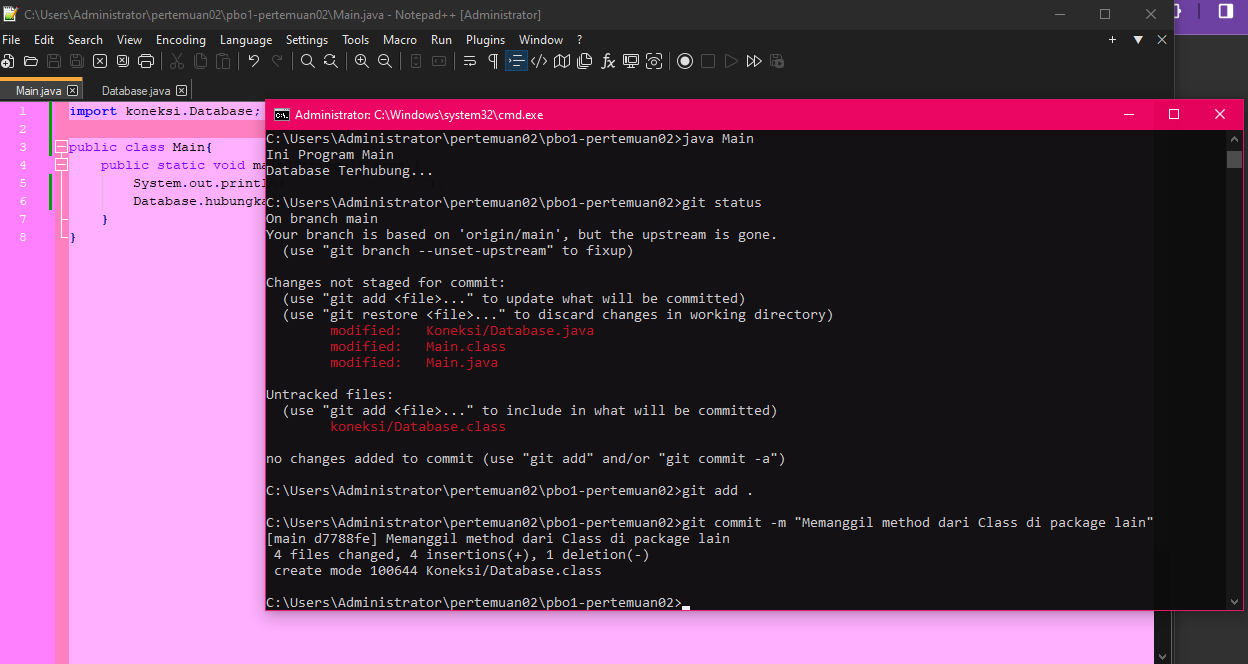 C:\Users\Administrator\pertemuan02\pbo1-pertemuan02\Main.java - Notepad++ [Administrator]
File Edit Search View Encoding Language Settings Tools Macro Run Plugins Window ?
Main.java Database.java
1 import koneksi.Database;
2
3 public class Main{
4 public static void ma
5 System.out.printl
6 Database.hubungka
7 }
8 }
Administrator: C:\Windows\system32\cmd.exe
C:\Users\Administrator\pertemuan02\pbo1-pertemuan02>java Main
Ini Program Main
Database Terhubung...
C:\Users\Administrator\pertemuan02\pbo1-pertemuan02>git status
On branch main
Your branch is based on 'origin/main', but the upstream is gone.
(use "git branch --unset-upstream" to fixup)
Changes not staged for commit:
(use "git add <file>..." to update what will be committed)
(use "git restore <file>..." to discard changes in working directory)
modified: Koneksi/Database.java
modified: Main.class
modified: Main.java
Untracked files:
(use "git add <file>..." to include in what will be committed)
koneksi/Database.class
no changes added to commit (use "git add" and/or "git commit -a")
C:\Users\Administrator\pertemuan02\pbo1-pertemuan02>git add .
C:\Users\Administrator\pertemuan02\pbo1-pertemuan02>git commit -m "Memanggil method dari Class di package lain"
[main d7788fe] Memanggil method dari Class di package lain
4 files changed, 4 insertions(+), 1 deletion(-)
create mode 100644 Koneksi/Database.class
C:\Users\Administrator\pertemuan02\pbo1-pertemuan02>